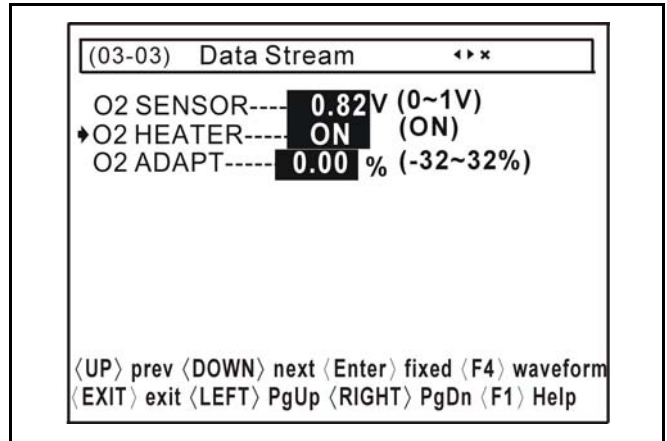 (03-03) Data Stream
O2 SENSOR---- 0.82V (0~1V)
O2 HEATER----- ON (ON)
O2 ADAPT----- 0.00 % (-32~32%)
〈UP〉 prev 〈DOWN〉 next 〈Enter〉 fixed 〈F4〉 waveform
〈EXIT〉 exit 〈LEFT〉 PgUp 〈RIGHT〉 PgDn 〈F1〉 Help